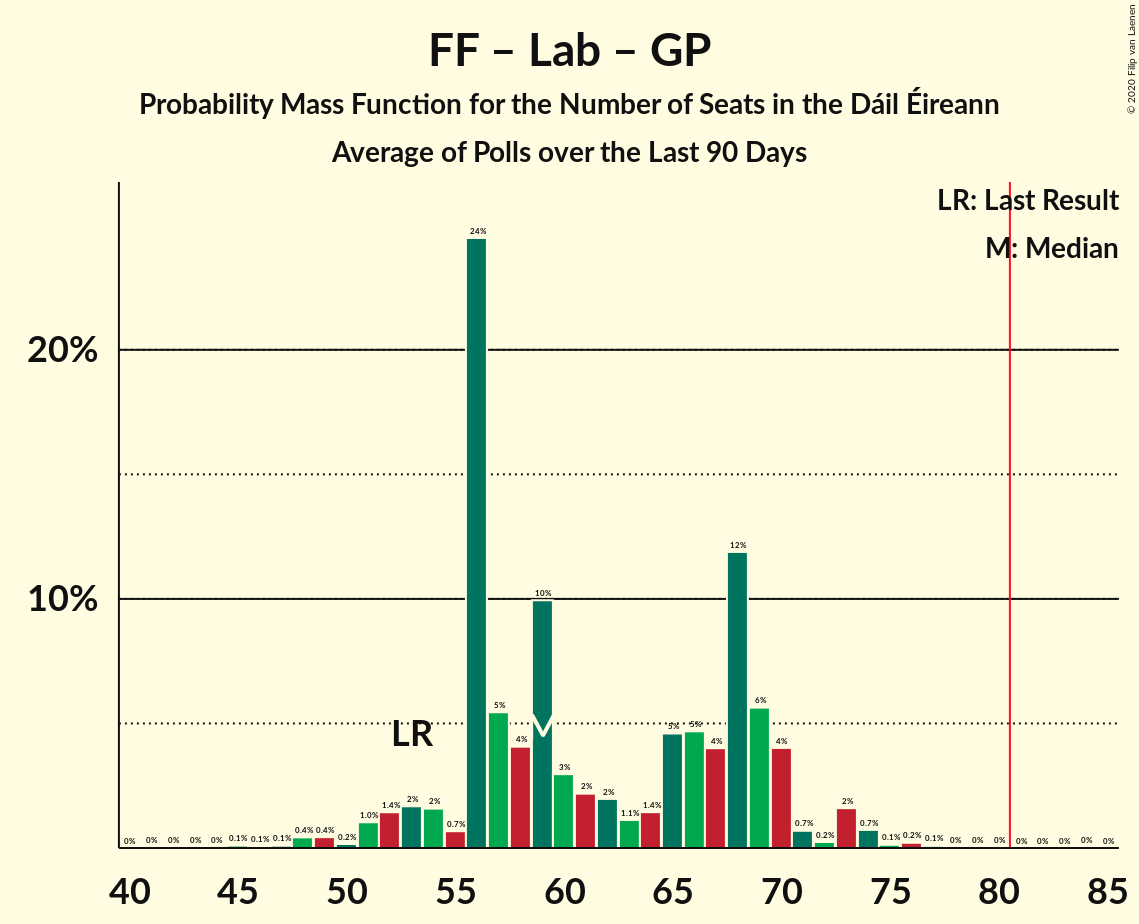 FF – Lab – GP
Probability Mass Function for the Number of Seats in the Dáil Éireann
Average of Polls over the Last 90 Days
© 2020 Filip van Laenen
LR: Last Result
M: Median
20%
10%
LR
0% 0% 0% 0% 0% 0.1% 0.1% 0.1% 0.4% 0.4% 0.2% 1.0% 1.4% 2% 2% 0.7% 24% 5% 4% 10% 3% 2% 2% 1.1% 1.4% 5% 5% 4% 12% 6% 4% 0.7% 0.2% 2% 0.7% 0.1% 0.2% 0.1% 0% 0% 0% 0% 0% 0% 0% 0%
40 45 50 55 60 65 70 75 80 85